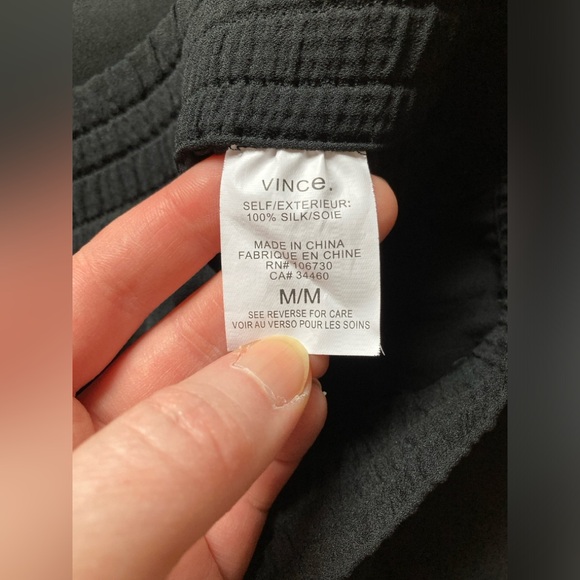 VINCe.
SELF/EXTERIEUR:
100% SILK/SOIE
MADE IN CHINA
FABRIQUE EN CHINE
RN# 106730
CA# 34460
M/M
SEE REVERSE FOR CARE
VOIR AU VERSO POUR LES SOINS